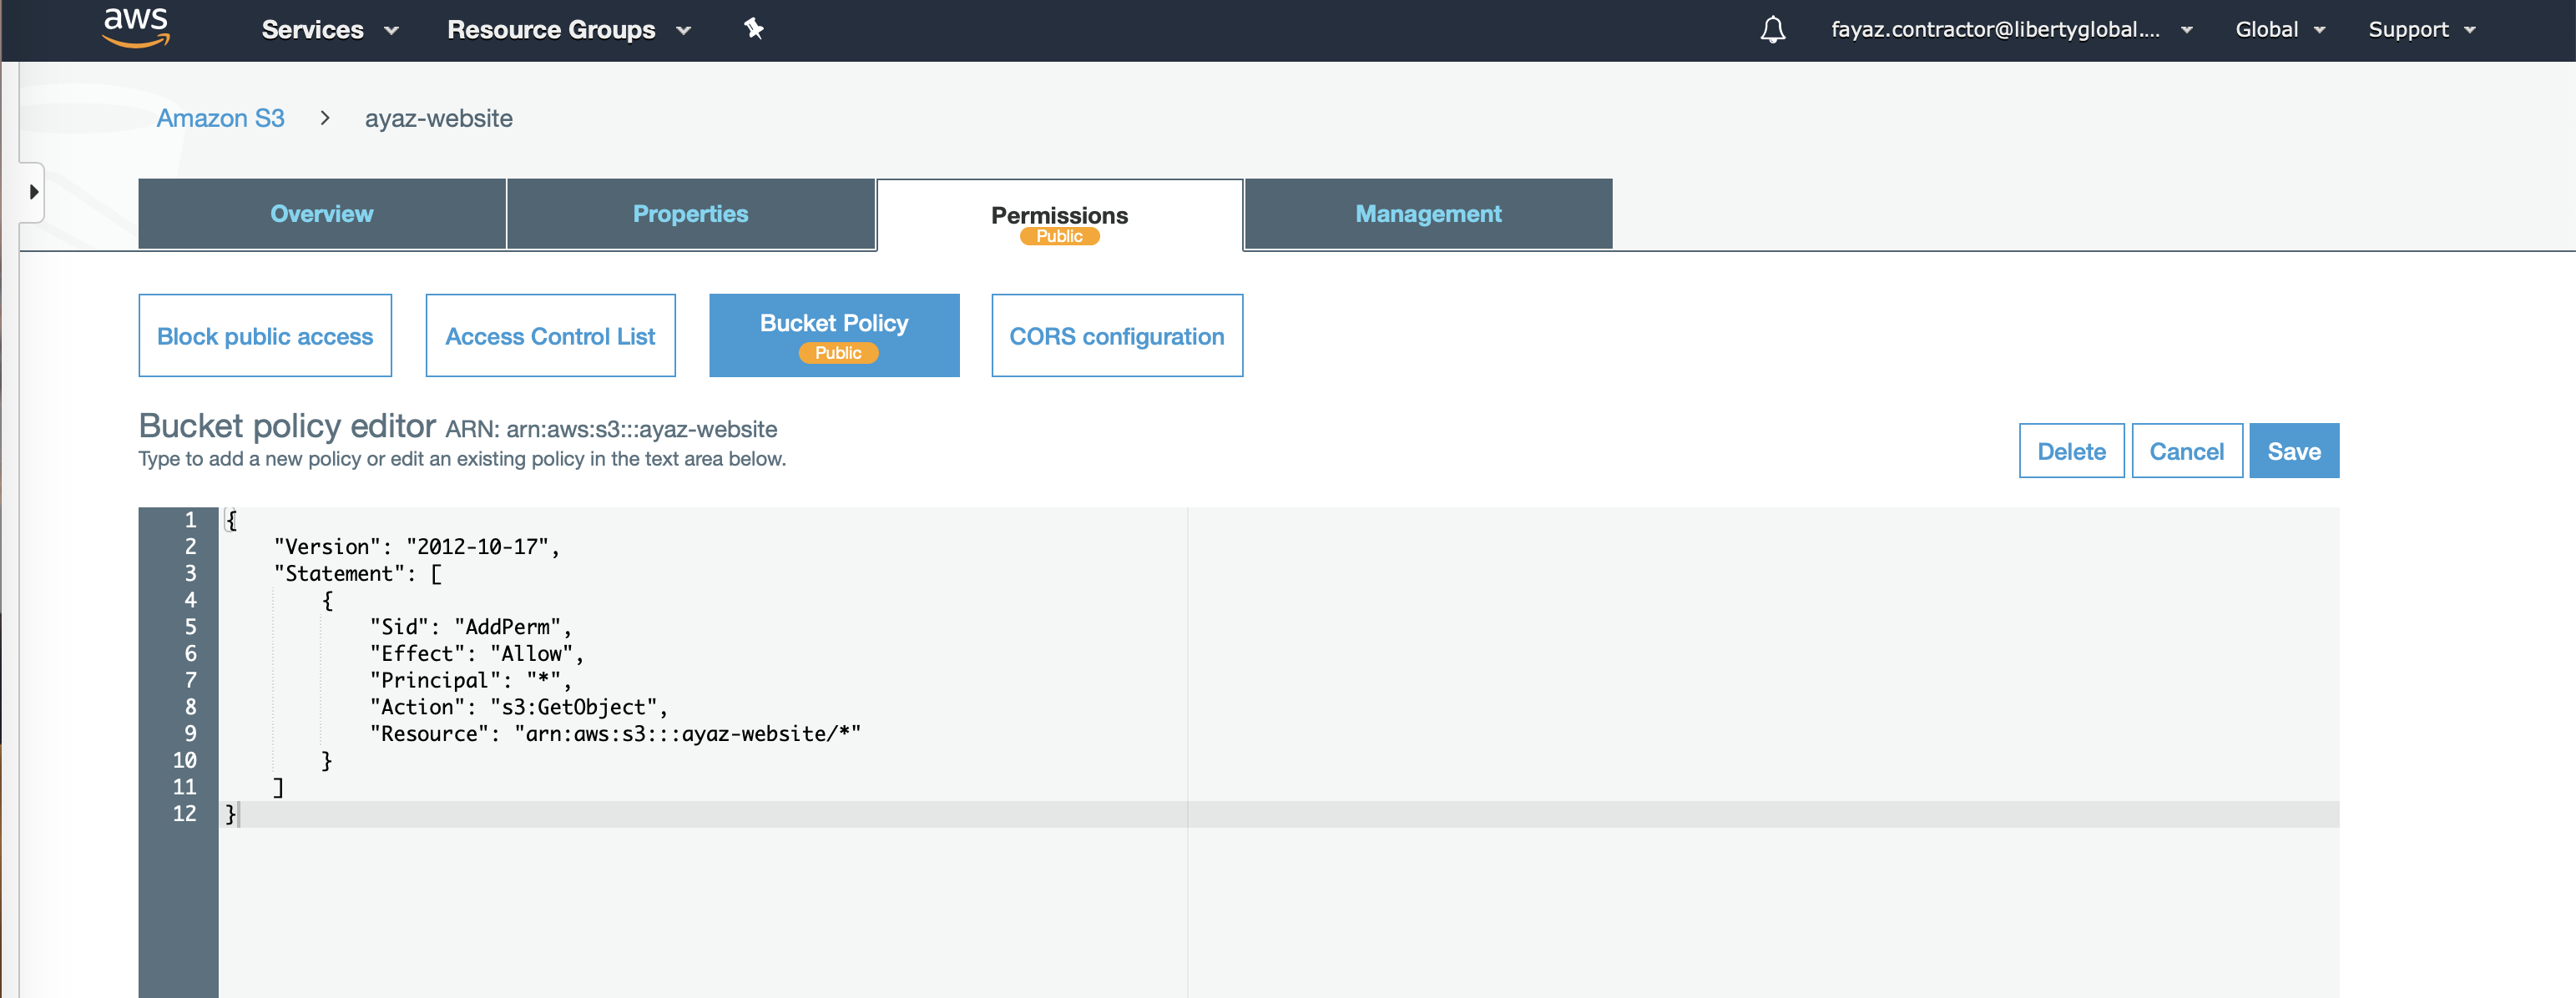 aws Services Resource Groups fayaz.contractor@libertyglobal.... Global Support
Amazon S3 > ayaz-website
Overview Properties Permissions Management
Public
Block public access Access Control List Bucket Policy CORS configuration
Public
Bucket policy editor ARN: arn:aws:s3:::ayaz-website
Type to add a new policy or edit an existing policy in the text area below.
Delete Cancel Save
1 {
2 "Version": "2012-10-17",
3 "Statement": [
4 {
5 "Sid": "AddPerm",
6 "Effect": "Allow",
7 "Principal": "*",
8 "Action": "s3:GetObject",
9 "Resource": "arn:aws:s3:::ayaz-website/*"
10 }
11 ]
12 }